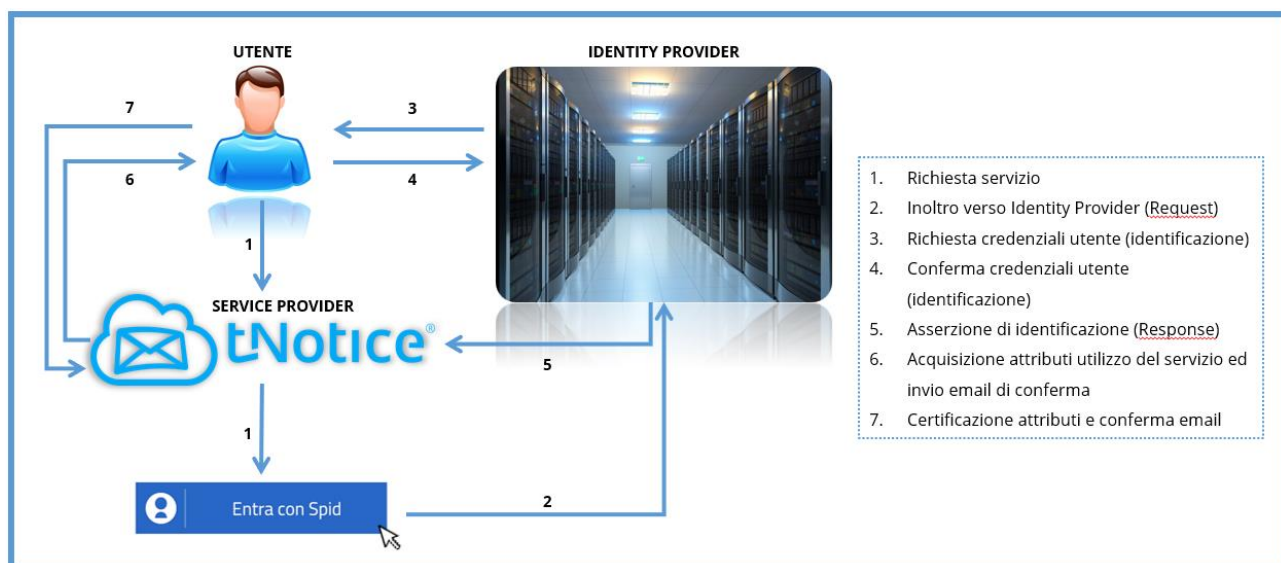 UTENTE
IDENTITY PROVIDER
7
3
6
4
1
SERVICE PROVIDER
tNotice®
5
1
Entra con Spid
2
1. Richiesta servizio
2. Inoltro verso Identity Provider (Request)
3. Richiesta credenziali utente (identificazione)
4. Conferma credenziali utente
(identificazione)
5. Asserzione di identificazione (Response)
6. Acquisizione attributi utilizzo del servizio ed
invio email di conferma
7. Certificazione attributi e conferma email